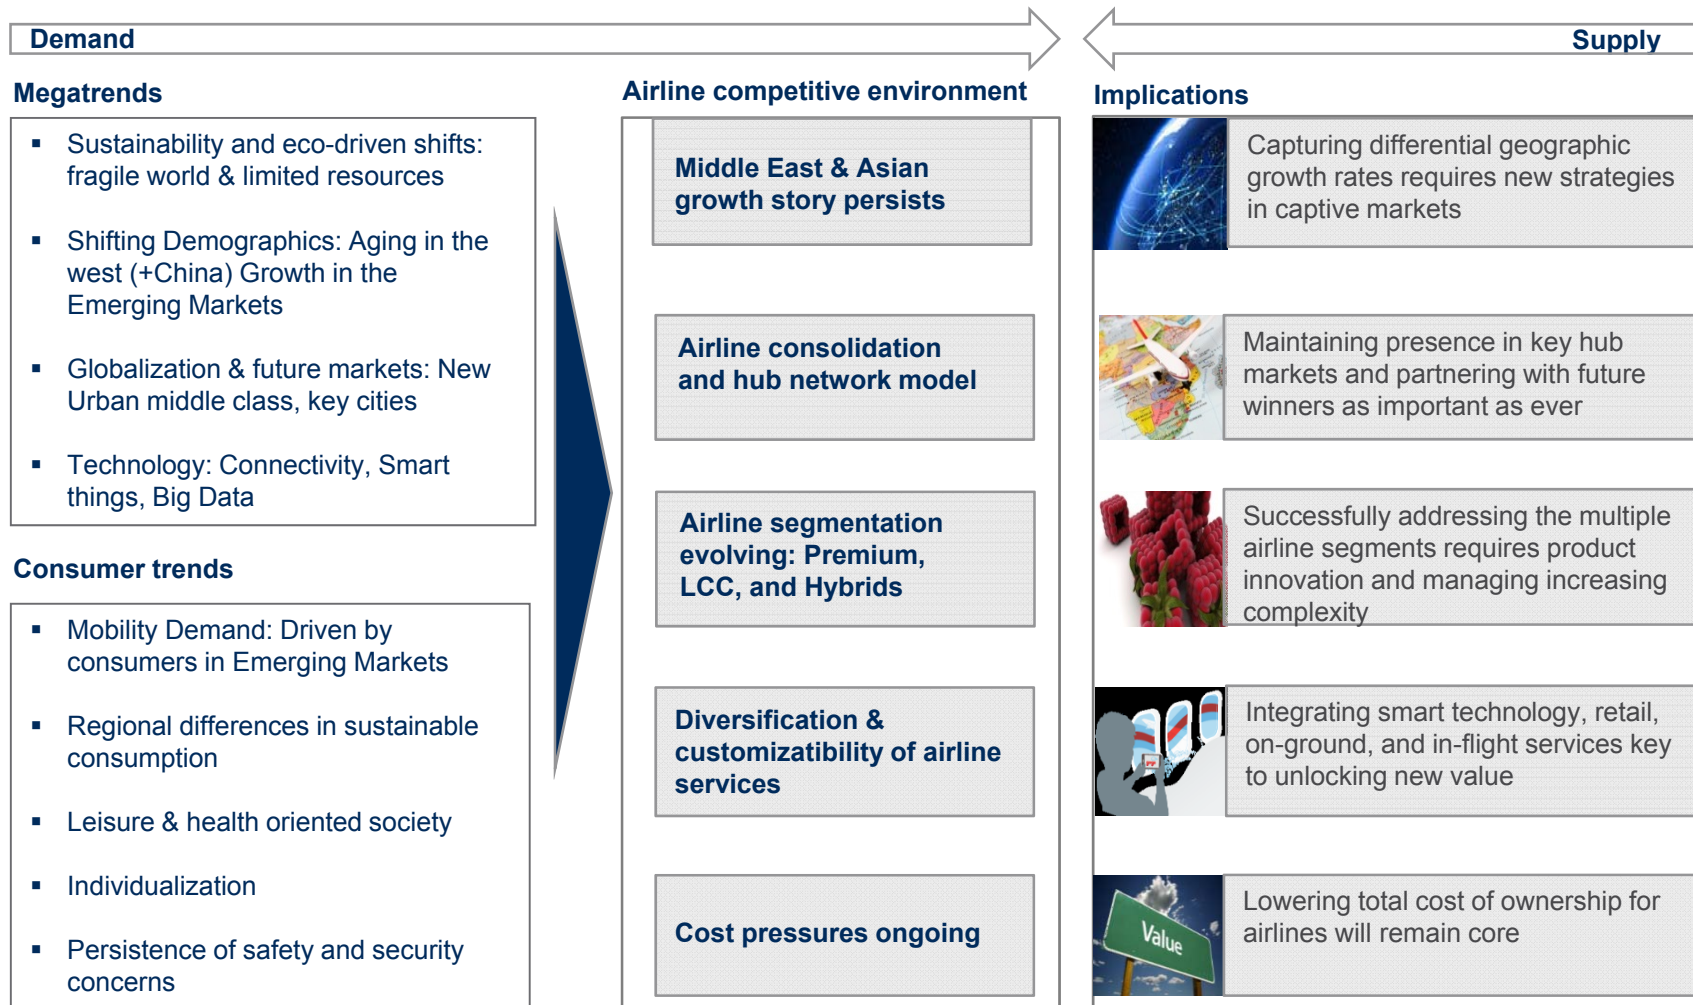 Demand
Supply
Megatrends
▪ Sustainability and eco-driven shifts:
fragile world & limited resources
▪ Shifting Demographics: Aging in the
west (+China) Growth in the
Emerging Markets
▪ Globalization & future markets: New
Urban middle class, key cities
▪ Technology: Connectivity, Smart
things, Big Data
Consumer trends
▪ Mobility Demand: Driven by
consumers in Emerging Markets
▪ Regional differences in sustainable
consumption
▪ Leisure & health oriented society
▪ Individualization
▪ Persistence of safety and security
concerns
Airline competitive environment
Middle East & Asian
growth story persists
Airline consolidation
and hub network model
Airline segmentation
evolving: Premium,
LCC, and Hybrids
Diversification &
customizatibility of airline
services
Cost pressures ongoing
Implications
Capturing differential geographic
growth rates requires new strategies
in captive markets
Maintaining presence in key hub
markets and partnering with future
winners as important as ever
Successfully addressing the multiple
airline segments requires product
innovation and managing increasing
complexity
Integrating smart technology, retail,
on-ground, and in-flight services key
to unlocking new value
Value
Lowering total cost of ownership for
airlines will remain core